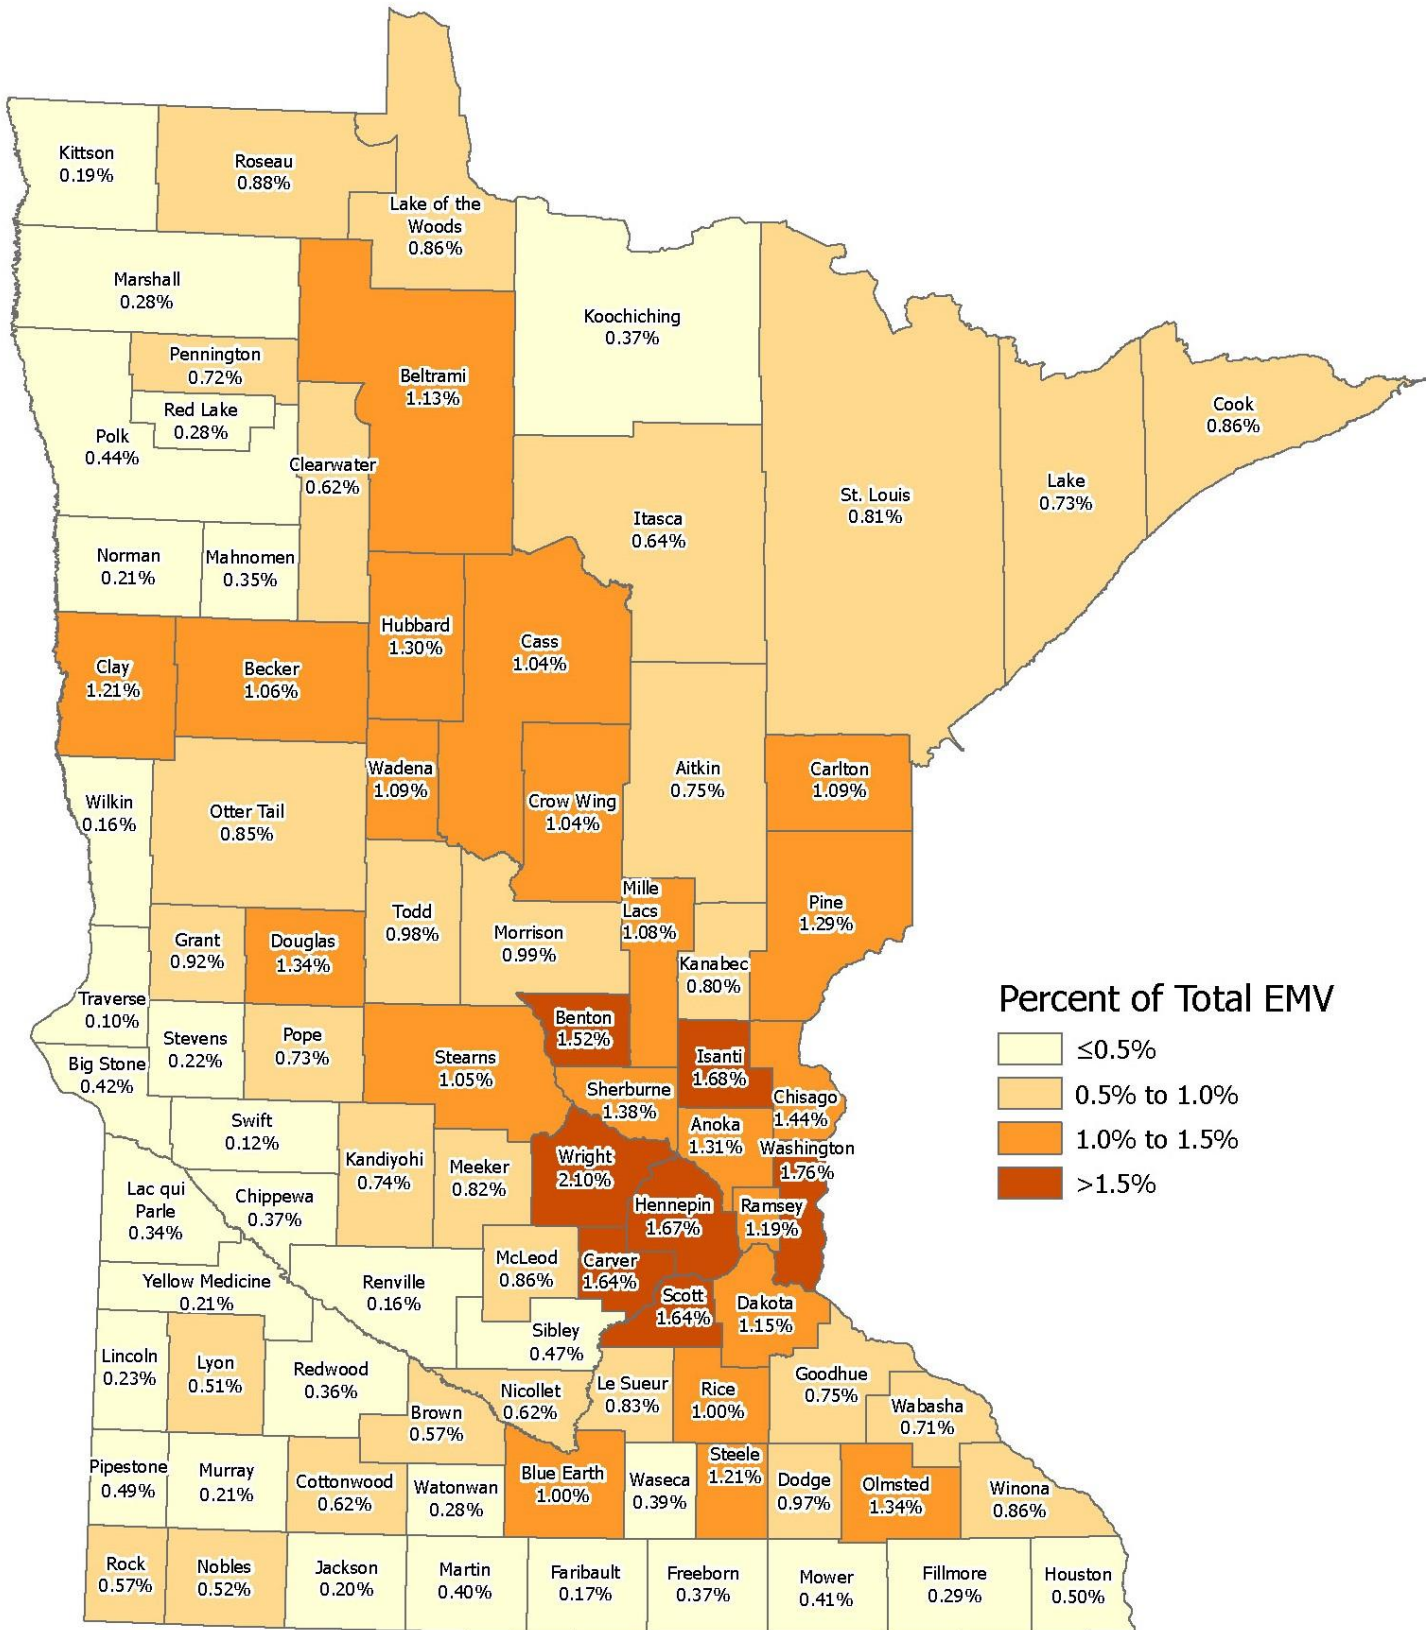 Kittson
0.19%
Roseau
0.88%
Lake of the
Woods
0.86%
Marshall
0.28%
Koochiching
0.37%
Pennington
0.72%
Beltrami
1.13%
Red Lake
0.28%
Polk
0.44%
Clearwater
0.62%
Cook
0.86%
Lake
0.73%
St. Louis
0.81%
Itasca
0.64%
Norman
0.21%
Mahnomen
0.35%
Hubbard
1.30%
Cass
1.04%
Clay
1.21%
Becker
1.06%
Wadena
1.09%
Crow Wing
1.04%
Aitkin
0.75%
Carlton
1.09%
Wilkin
0.16%
Otter Tail
0.85%
Mille
Lacs
1.08%
Pine
1.29%
Todd
0.98%
Morrison
0.99%
Grant
0.92%
Douglas
1.34%
Kanabec
0.80%
Traverse
0.10%
Stevens
0.22%
Pope
0.73%
Stearns
1.05%
Benton
1.52%
Isanti
1.68%
Big Stone
0.42%
Sherburne
1.38%
Chisago
1.44%
Swift
0.12%
Anoka
1.31%
Washington
1.76%
Kandiyohi
0.74%
Meeker
0.82%
Wright
2.10%
Lac qui
Parle
0.34%
Chippewa
0.37%
Hennepin
1.67%
Ramsey
1.19%
McLeod
0.86%
Carver
1.64%
Yellow Medicine
0.21%
Renville
0.16%
Scott
1.64%
Dakota
1.15%
Sibley
0.47%
Lincoln
0.23%
Lyon
0.51%
Redwood
0.36%
Nicollet
0.62%
Le Sueur
0.83%
Rice
1.00%
Goodhue
0.75%
Wabasha
0.71%
Brown
0.57%
Pipestone
0.49%
Murray
0.21%
Cottonwood
0.62%
Watonwan
0.28%
Blue Earth
1.00%
Waseca
0.39%
Steele
1.21%
Dodge
0.97%
Olmsted
1.34%
Winona
0.86%
Rock
0.57%
Nobles
0.52%
Jackson
0.20%
Martin
0.40%
Faribault
0.17%
Freeborn
0.37%
Mower
0.41%
Fillmore
0.29%
Houston
0.50%
Percent of Total EMV
≤0.5%
0.5% to 1.0%
1.0% to 1.5%
>1.5%